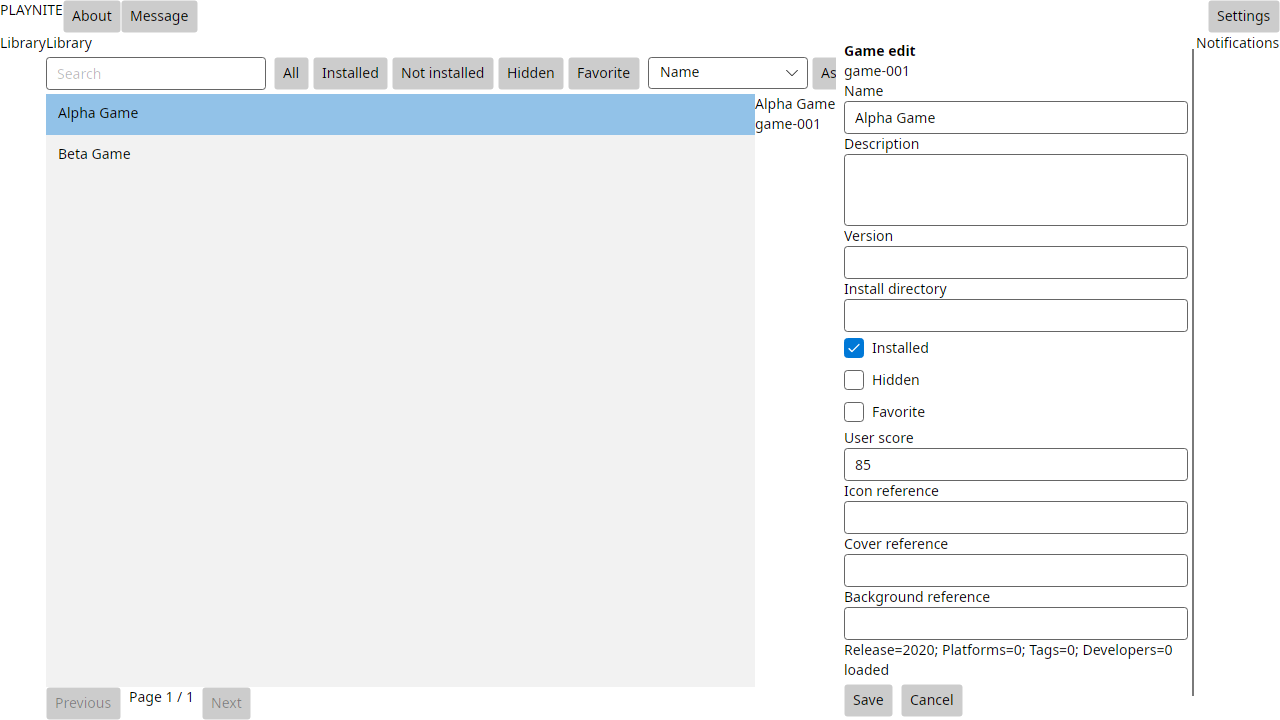 PLAYNITE About Message Settings
LibraryLibrary Notifications
Search All Installed Not installed Hidden Favorite Name As
Alpha Game
Beta Game
Alpha Game
game-001
Previous Page 1 / 1 Next
Game edit
game-001
Name
Alpha Game
Description
Version
Install directory
Installed
Hidden
Favorite
User score
85
Icon reference
Cover reference
Background reference
Release=2020; Platforms=0; Tags=0; Developers=0
loaded
Save Cancel